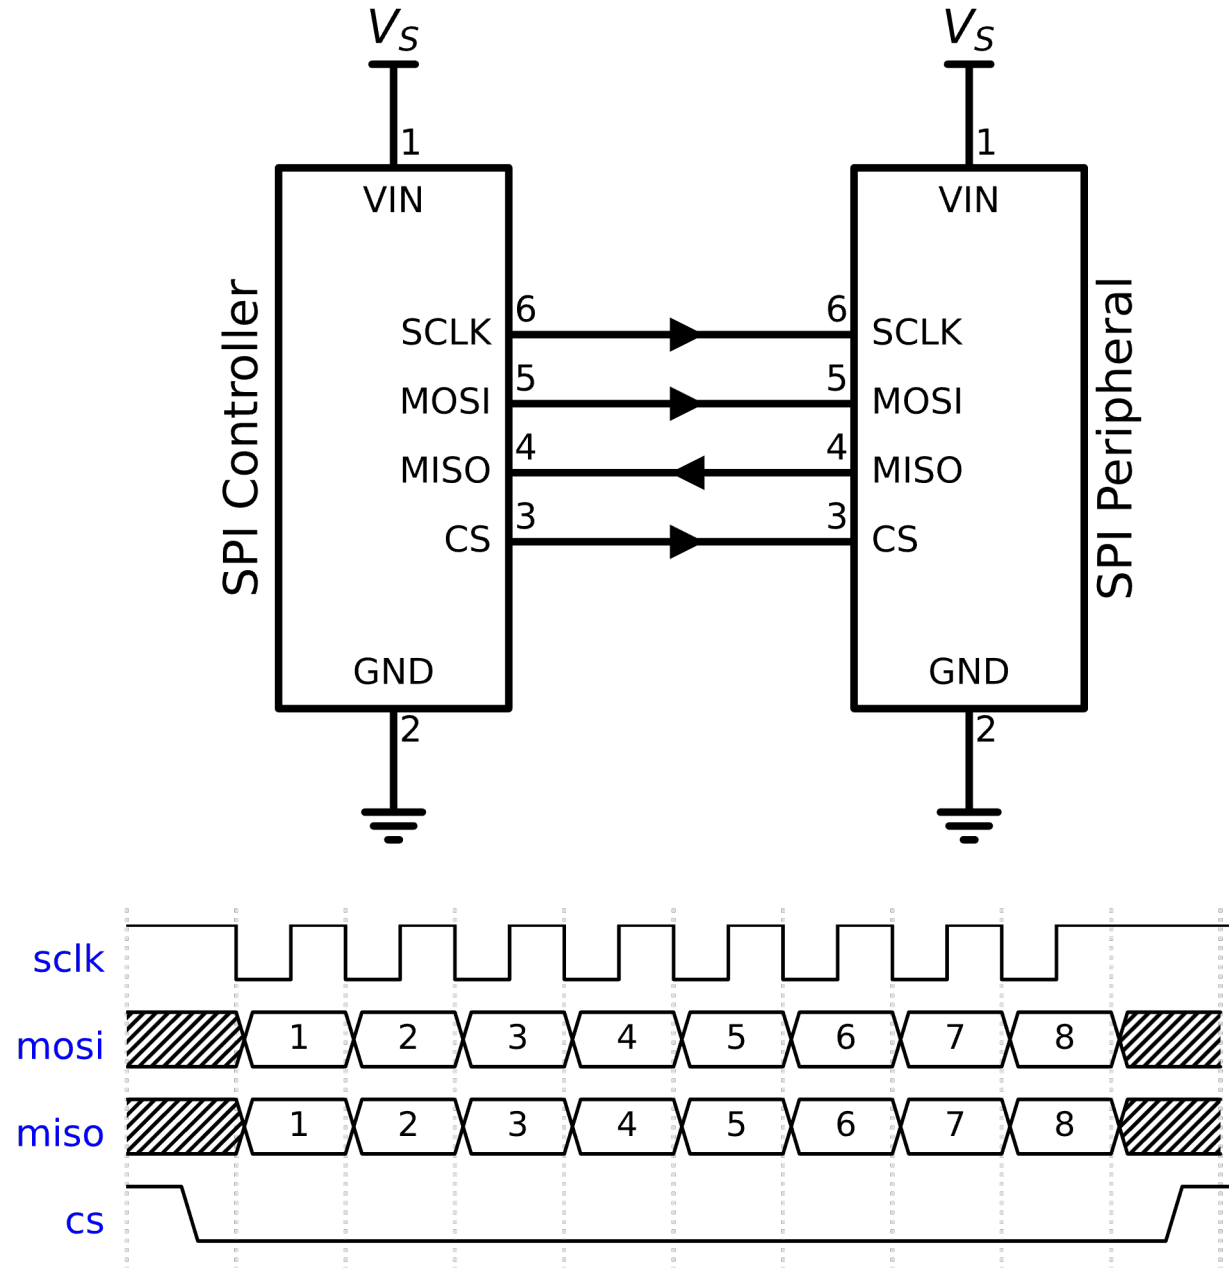 VS
VS
1
1
VIN
VIN
SPI Controller
SPI Peripheral
6
6
SCLK
SCLK
5
5
MOSI
MOSI
4
4
MISO
MISO
3
3
CS
CS
GND
GND
2
2
sclk
mosi
1 2 3 4 5 6 7 8
miso
1 2 3 4 5 6 7 8
cs